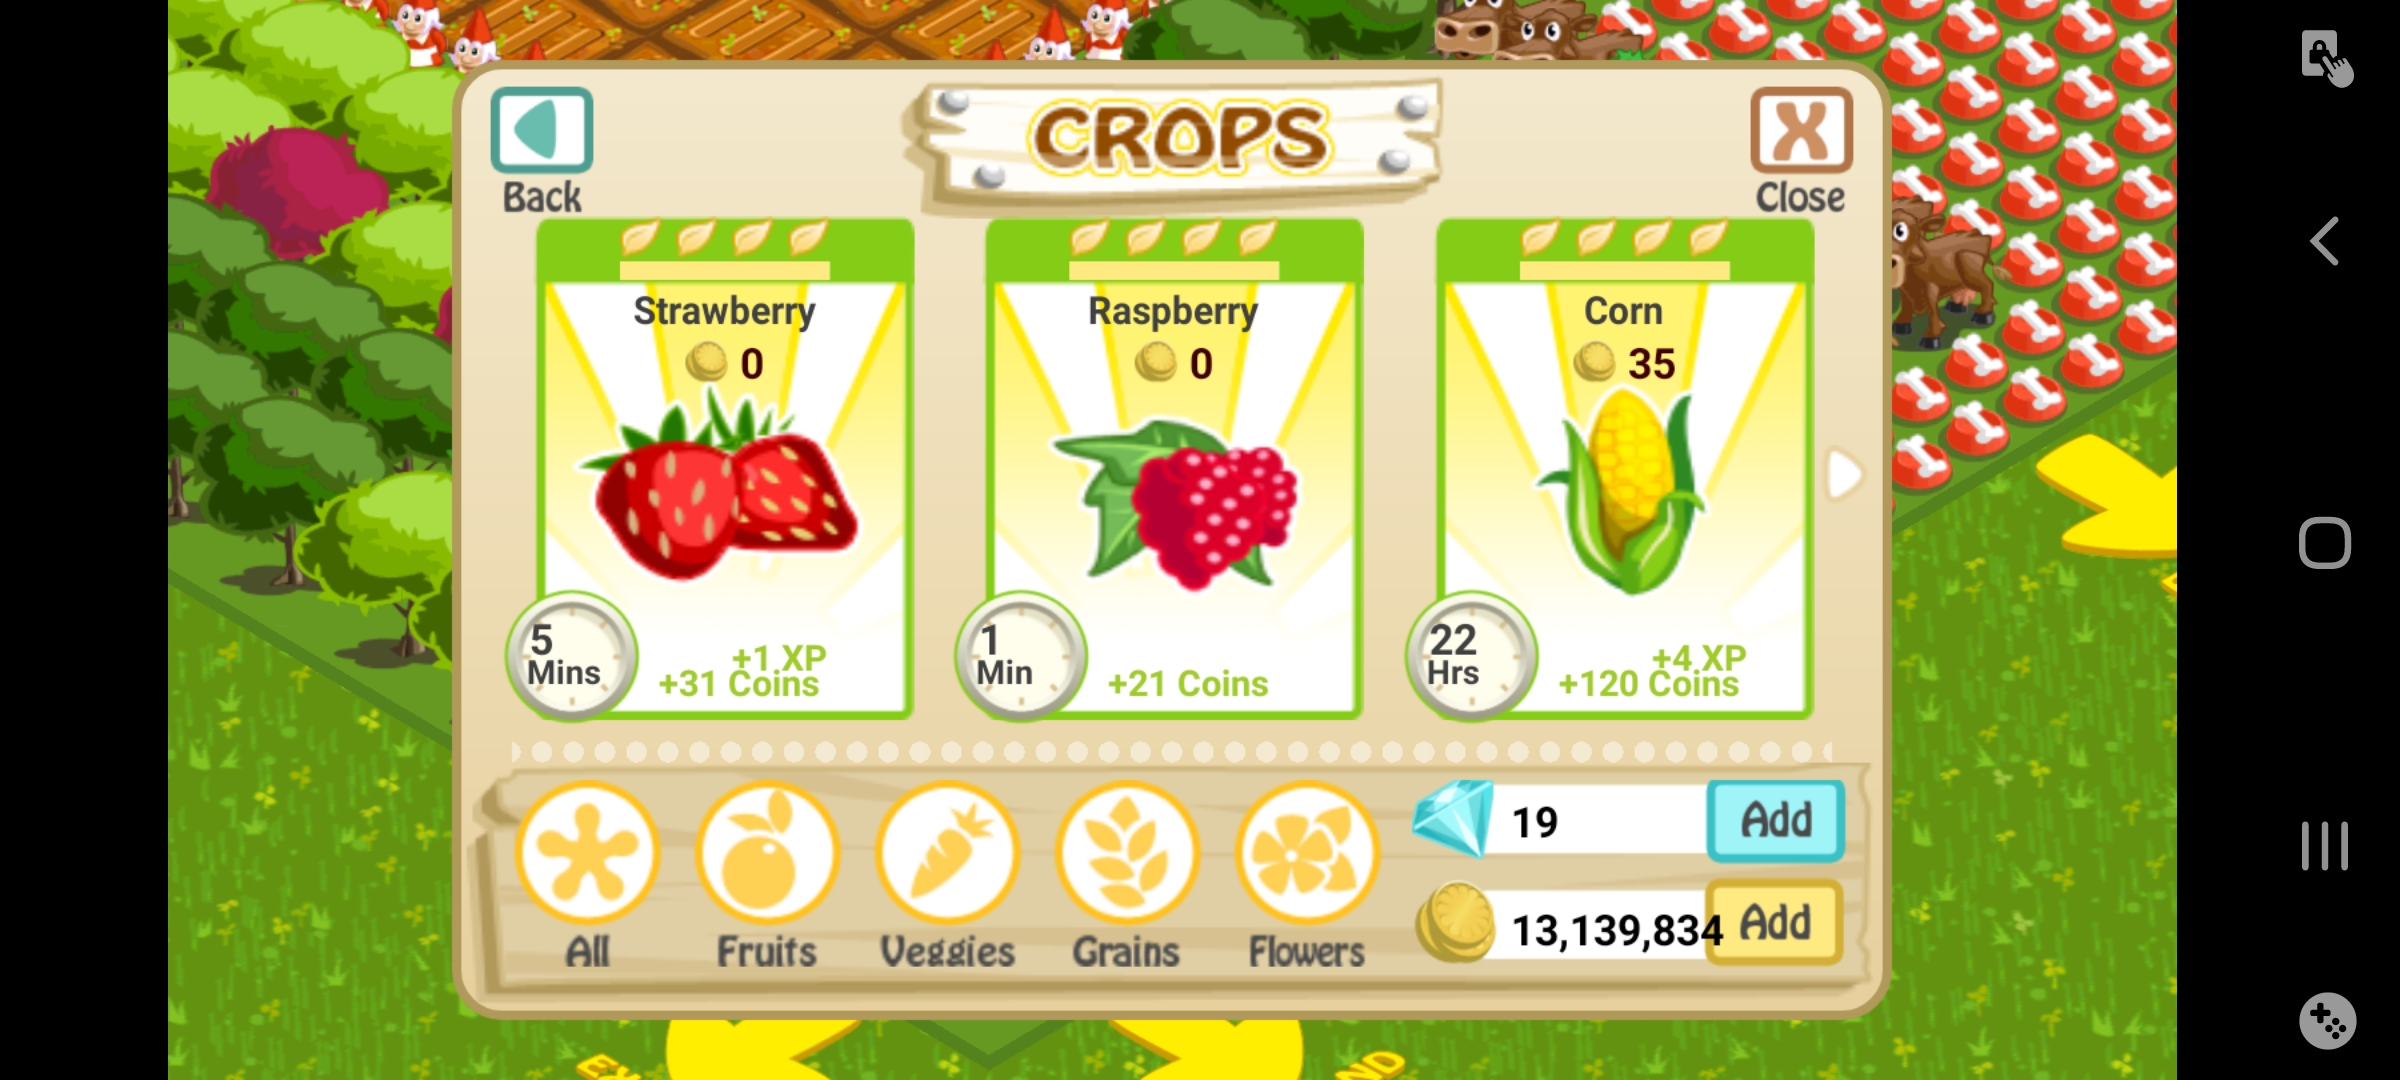 CROPS
Back
Close
Strawberry
0
5
Mins
+1 XP
+31 Coins
Raspberry
0
1
Min
+21 Coins
Corn
35
22
Hrs
+4 XP
+120 Coins
All
Fruits
Veggies
Grains
Flowers
19
Add
13,139,834
Add